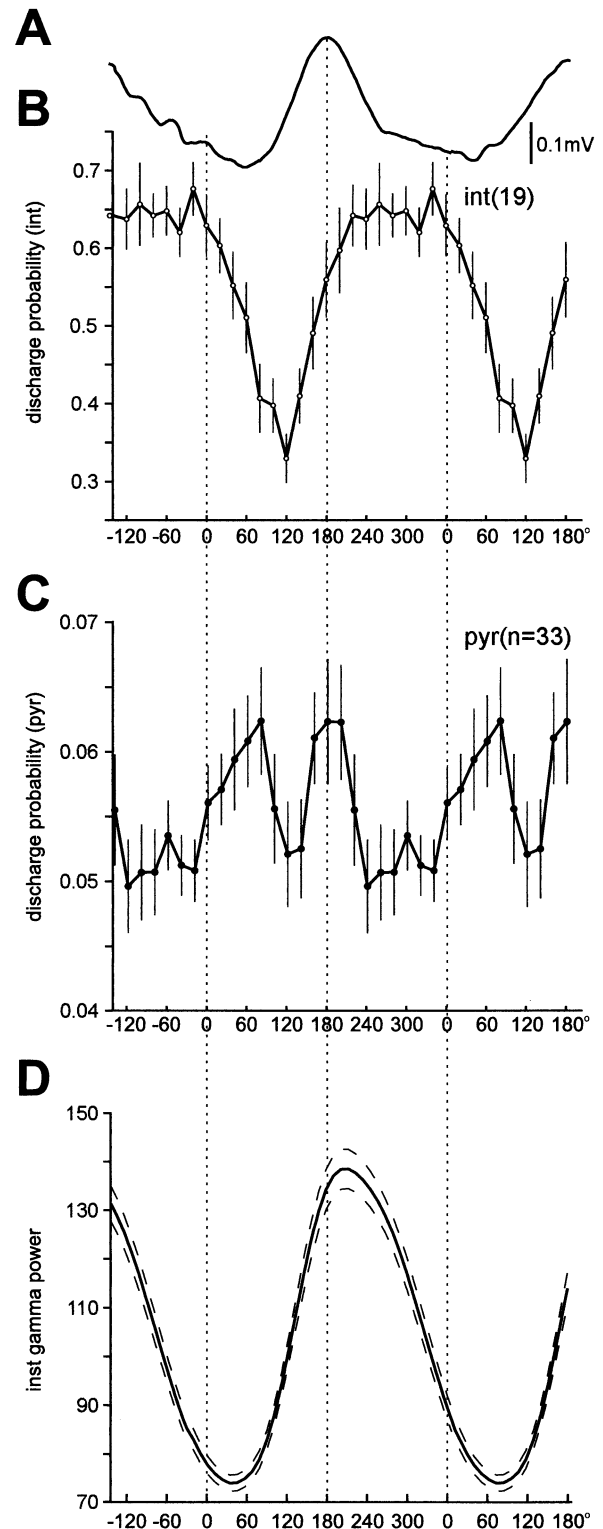 A
B
0.1mV
int(19)
discharge probability (int)
0.7
0.6
0.5
0.4
0.3
-120 -60 0 60 120 180 240 300 0 60 120 180°
C
pyr(n=33)
discharge probability (pyr)
0.07
0.06
0.05
0.04
-120 -60 0 60 120 180 240 300 0 60 120 180°
D
inst gamma power
150
130
110
90
70
-120 -60 0 60 120 180 240 300 0 60 120 180°